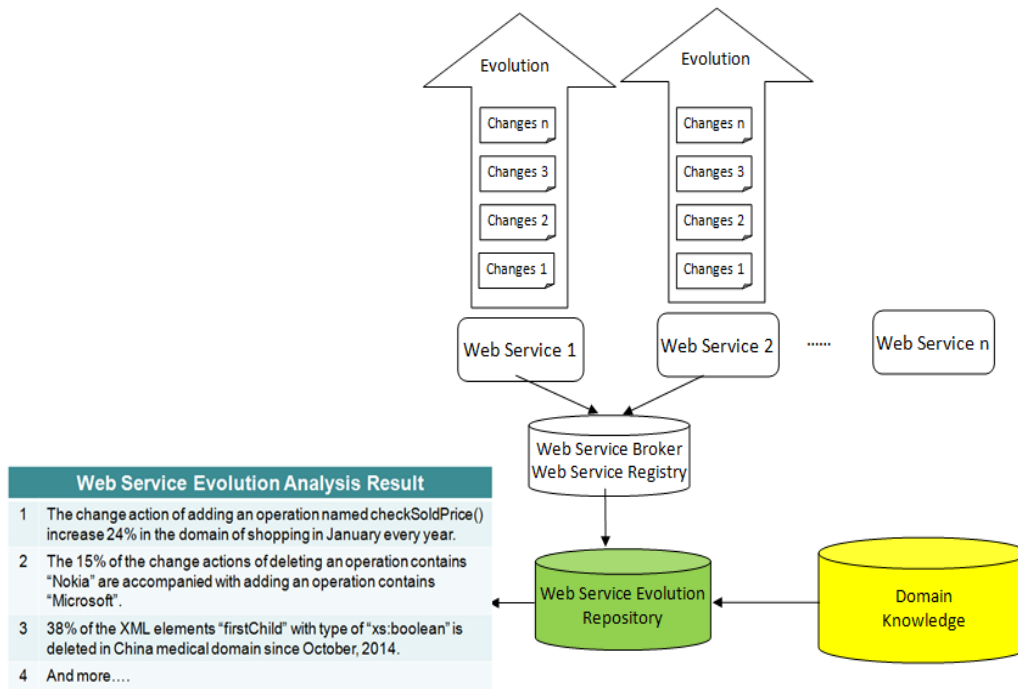 Evolution
Changes n
Changes 3
Changes 2
Changes 1
Evolution
Changes n
Changes 3
Changes 2
Changes 1
Web Service 1
Web Service 2
......
Web Service n
Web Service Broker
Web Service Registry
Web Service Evolution
Repository
Domain
Knowledge
Web Service Evolution Analysis Result
1 The change action of adding an operation named checkSoldPrice()
increase 24% in the domain of shopping in January every year.
2 The 15% of the change actions of deleting an operation contains
“Nokia” are accompanied with adding an operation contains
“Microsoft”.
3 38% of the XML elements “firstChild” with type of “xs:boolean” is
deleted in China medical domain since October, 2014.
4 And more….